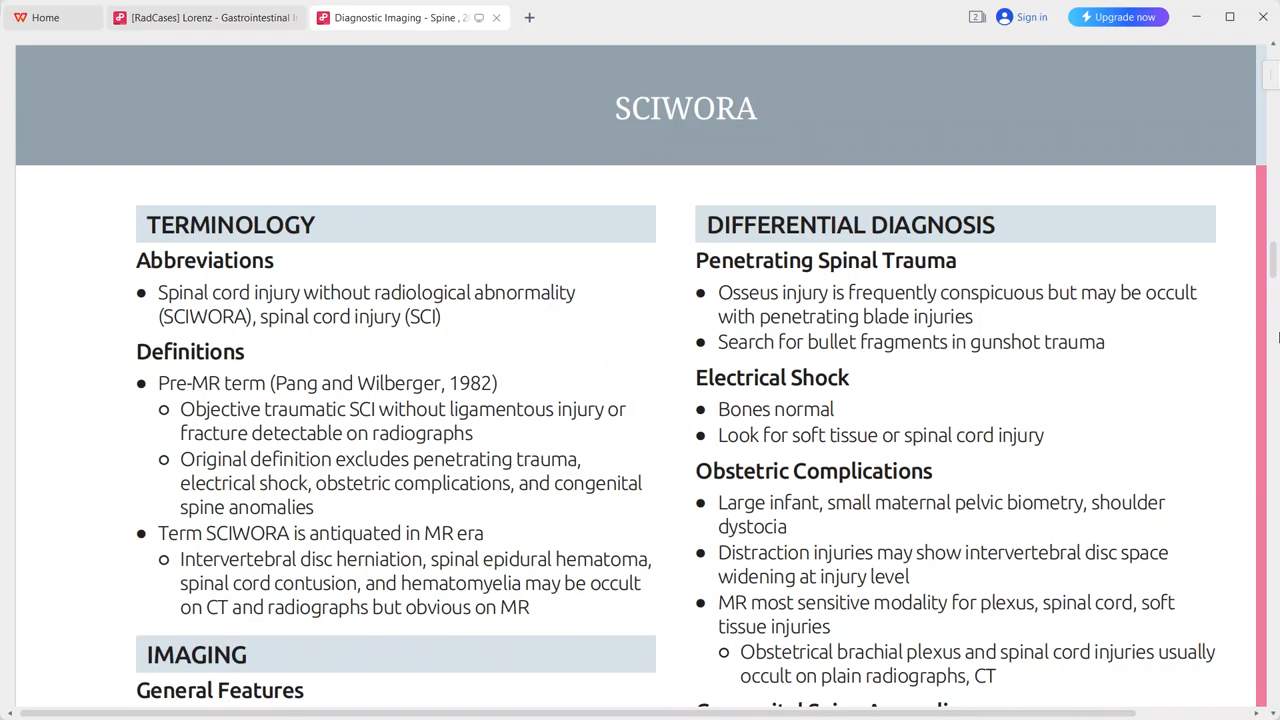 Home
[RadCases] Lorenz - Gastrointestinal I
Diagnostic Imaging - Spine , 2
2
Sign in
Upgrade now
SCIWORA
TERMINOLOGY
Abbreviations
● Spinal cord injury without radiological abnormality
(SCIWORA), spinal cord injury (SCI)
Definitions
● Pre-MR term (Pang and Wilberger, 1982)
○ Objective traumatic SCI without ligamentous injury or
fracture detectable on radiographs
○ Original definition excludes penetrating trauma,
electrical shock, obstetric complications, and congenital
spine anomalies
● Term SCIWORA is antiquated in MR era
○ Intervertebral disc herniation, spinal epidural hematoma,
spinal cord contusion, and hematomyelia may be occult
on CT and radiographs but obvious on MR
IMAGING
General Features
DIFFERENTIAL DIAGNOSIS
Penetrating Spinal Trauma
● Osseus injury is frequently conspicuous but may be occult
with penetrating blade injuries
● Search for bullet fragments in gunshot trauma
Electrical Shock
● Bones normal
● Look for soft tissue or spinal cord injury
Obstetric Complications
● Large infant, small maternal pelvic biometry, shoulder
dystocia
● Distraction injuries may show intervertebral disc space
widening at injury level
● MR most sensitive modality for plexus, spinal cord, soft
tissue injuries
○ Obstetrical brachial plexus and spinal cord injuries usually
occult on plain radiographs, CT